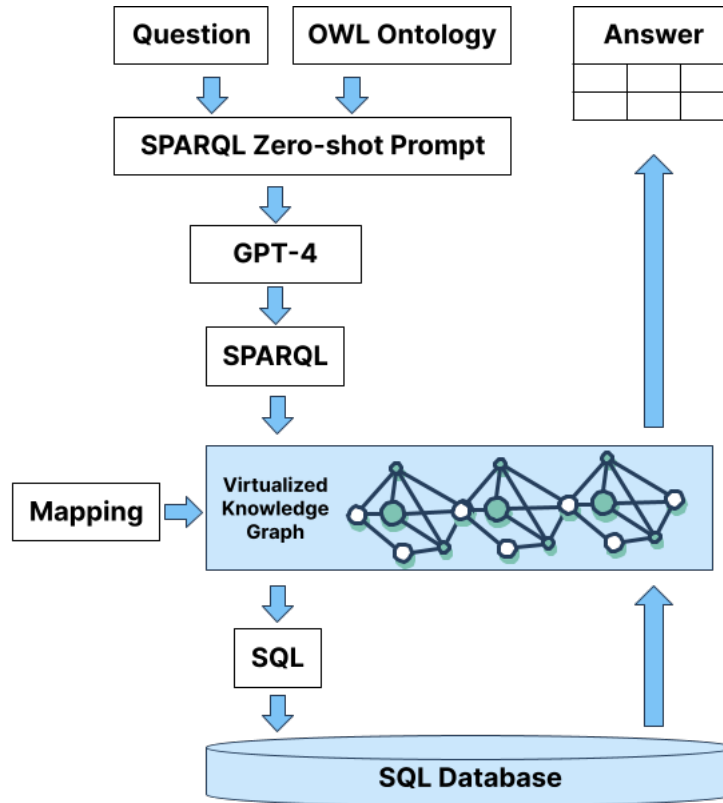 Question
OWL Ontology
Answer
SPARQL Zero-shot Prompt
GPT-4
SPARQL
Mapping
Virtualized
Knowledge
Graph
SQL
SQL Database